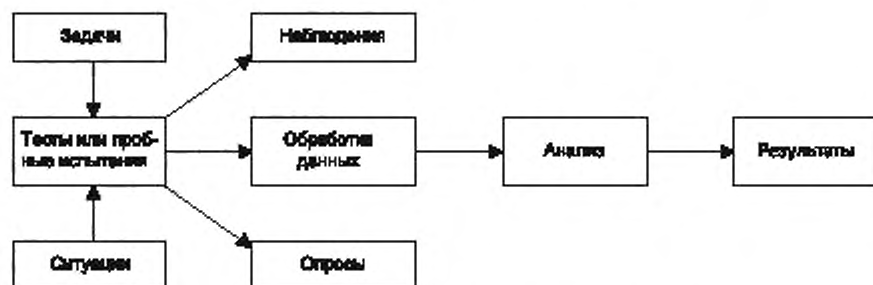 Задачи
Наблюдения
Тесты или проб-
ные испытания
Обработка
данных
Анализ
Результаты
Ситуации
Опросы